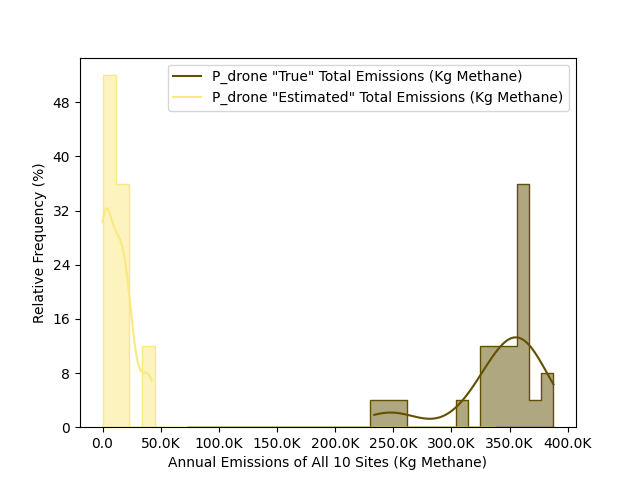 P_drone "True" Total Emissions (Kg Methane)
P_drone "Estimated" Total Emissions (Kg Methane)
48
40
32
24
16
8
0
Relative Frequency (%)
0.0 50.0K 100.0K 150.0K 200.0K 250.0K 300.0K 350.0K 400.0K
Annual Emissions of All 10 Sites (Kg Methane)